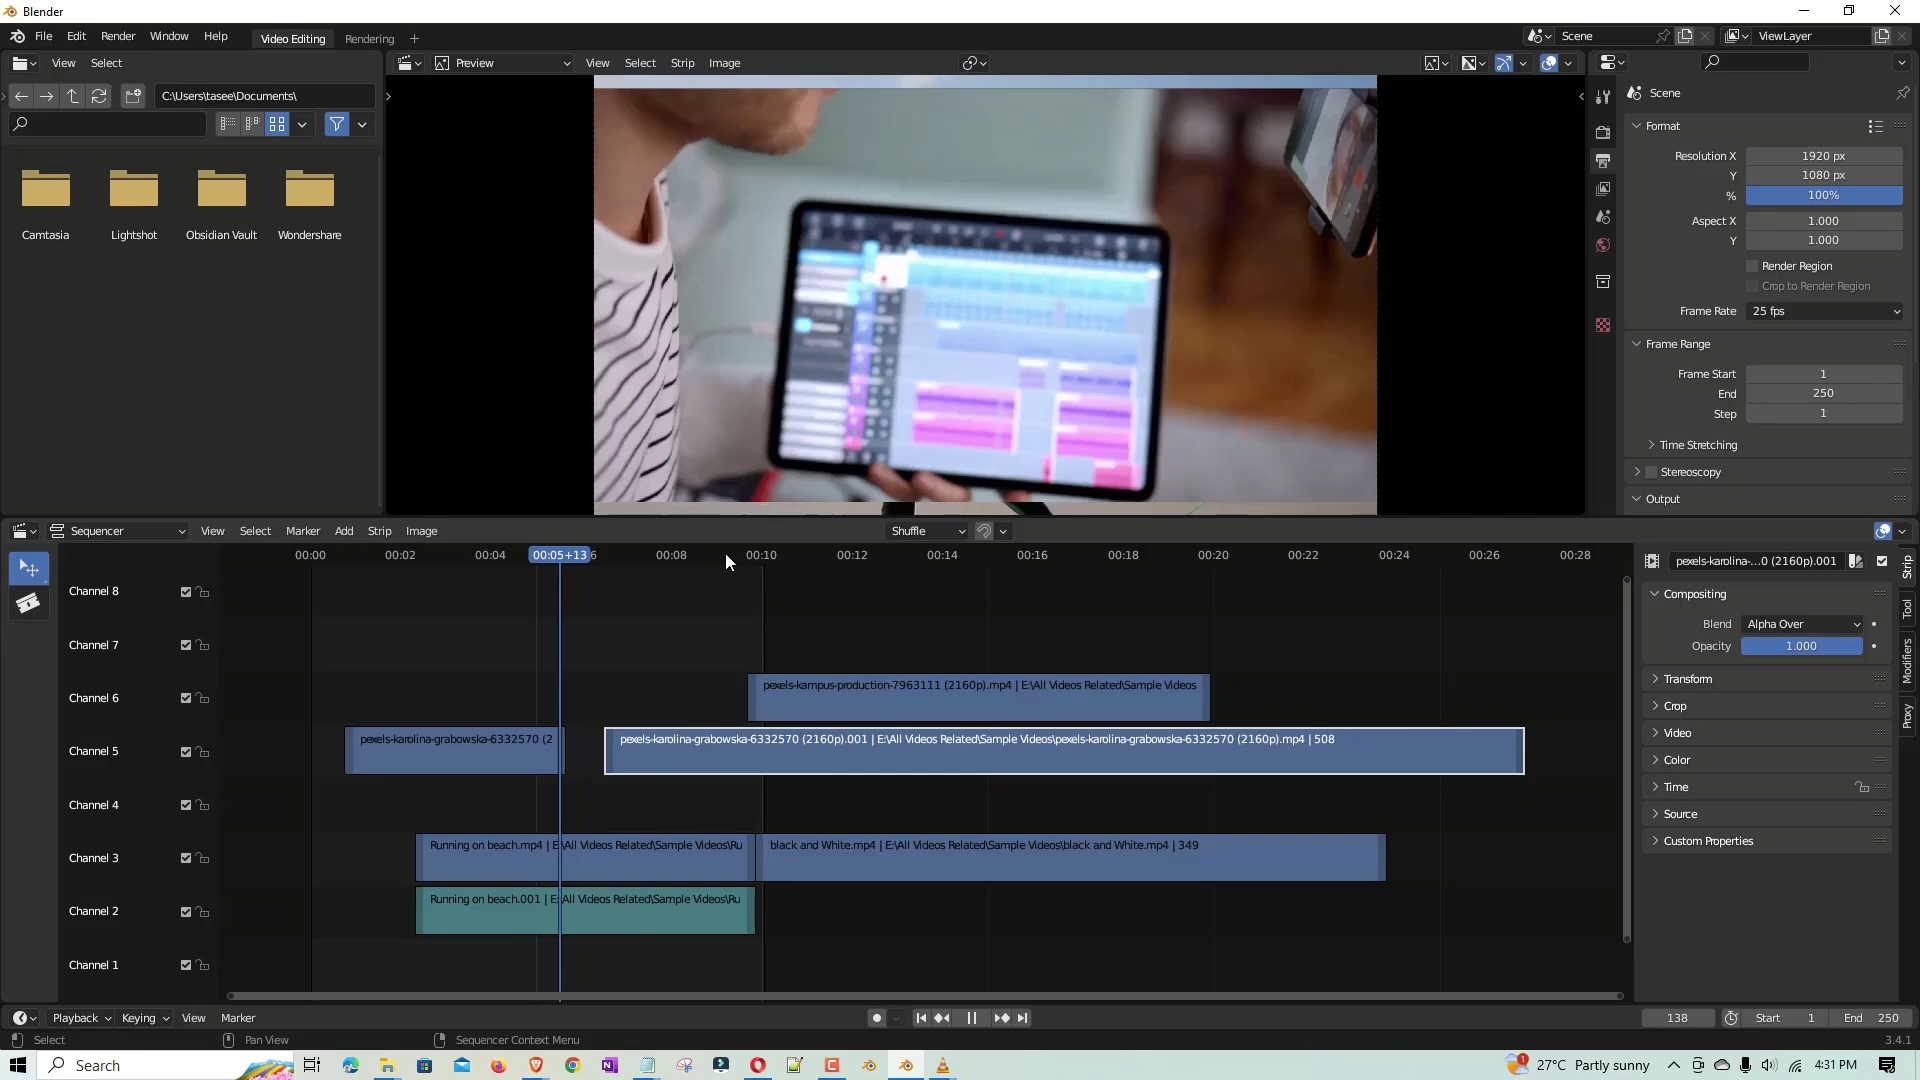 Blender
File Edit Render Window Help Video Editing Rendering + Scene ViewLayer
View Select Preview View Select Strip Image
C:\Users\tasee\Documents\
Camtasia Lightshot Obsidian Vault Wondershare
Scene
Format
Resolution X 1920 px
Y 1080 px
% 100%
Aspect X 1.000
Y 1.000
Render Region
Crop to Render Region
Frame Rate 25 fps
Frame Range
Frame Start 1
End 250
Step 1
Time Stretching
Stereoscopy
Output
Sequencer View Select Marker Add Strip Image Shuffle
00:00 00:02 00:04 00:05+13 6 00:08 00:10 00:12 00:14 00:16 00:18 00:20 00:22 00:24 00:26 00:28
Channel 8
Channel 7
Channel 6
pexels-kampus-production-7963111 (2160p).mp4 | E:\All Videos Related\Sample Videos
Channel 5
pexels-karolina-grabowska-6332570 (2
pexels-karolina-grabowska-6332570 (2160p).001 | E:\All Videos Related\Sample Videos\pexels-karolina-grabowska-6332570 (2160p).mp4 | 508
Channel 4
Channel 3
Running on beach.mp4 | E:\All Videos Related\Sample Videos\Ru
black and White.mp4 | E:\All Videos Related\Sample Videos\black and White.mp4 | 349
Channel 2
Running on beach.001 | E:\All Videos Related\Sample Videos\Ru
Channel 1
pexels-karolina-...0 (2160p).001
Compositing
Blend Alpha Over
Opacity 1.000
Transform
Crop
Video
Color
Time
Source
Custom Properties
Strip
Tool
Modifiers
Proxy
Playback Keying View Marker 138 Start 1 End 250
Select Pan View Sequencer Context Menu 3.4.1
Search 27°C Partly sunny 4:31 PM